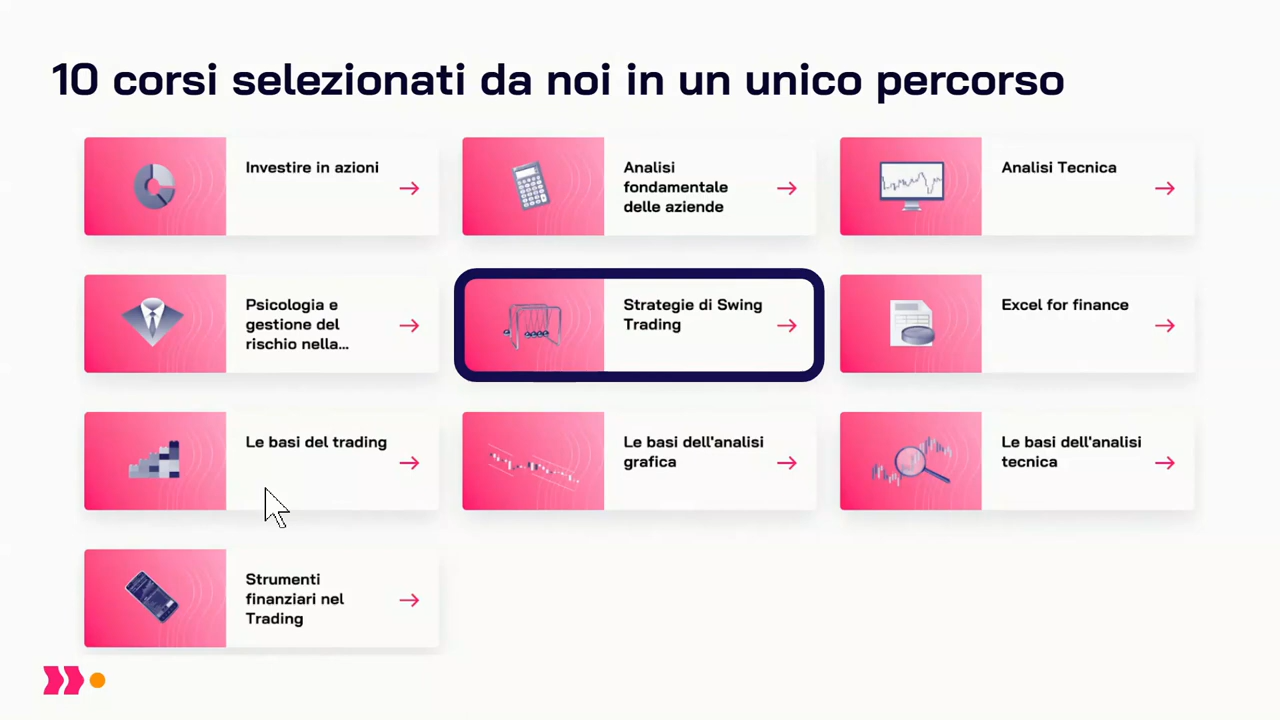 10 corsi selezionati da noi in un unico percorso
Investire in azioni
Analisi
fondamentale
delle aziende
Analisi Tecnica
Psicologia e
gestione del
rischio nella...
Strategie di Swing
Trading
Excel for finance
Le basi del trading
Le basi dell'analisi
grafica
Le basi dell'analisi
tecnica
Strumenti
finanziari nel
Trading